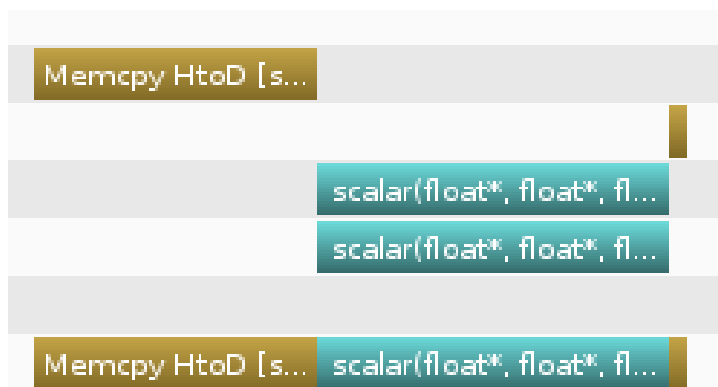 Memcpy HtoD [s...
scalar(float*, float*, fl...
scalar(float*, float*, fl...
Memcpy HtoD [s... scalar(float*, float*, fl...